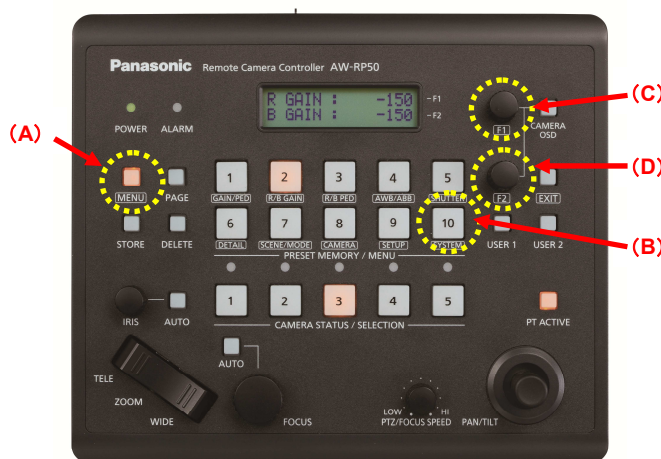 Panasonic Remote Camera Controller AW-RP50
R GAIN : -150 - F1
B GAIN : -150 - F2
(C)
F1
CAMERA
OSD
POWER ALARM
(A)
(D)
1 2 3 4 5
MENU PAGE GAIN/PED R/B GAIN R/B PED AWB/ABB SHUTTER F2 EXIT
6 7 8 9 10
(B)
STORE DELETE DETAIL SCENE/MODE CAMERA SETUP SYSTEM USER 1 USER 2
PRESET MEMORY / MENU
1 2 3 4 5
IRIS AUTO CAMERA STATUS / SELECTION PT ACTIVE
AUTO
TELE
ZOOM
WIDE
FOCUS
LOW HI
PTZ/FOCUS SPEED
PAN/TILT